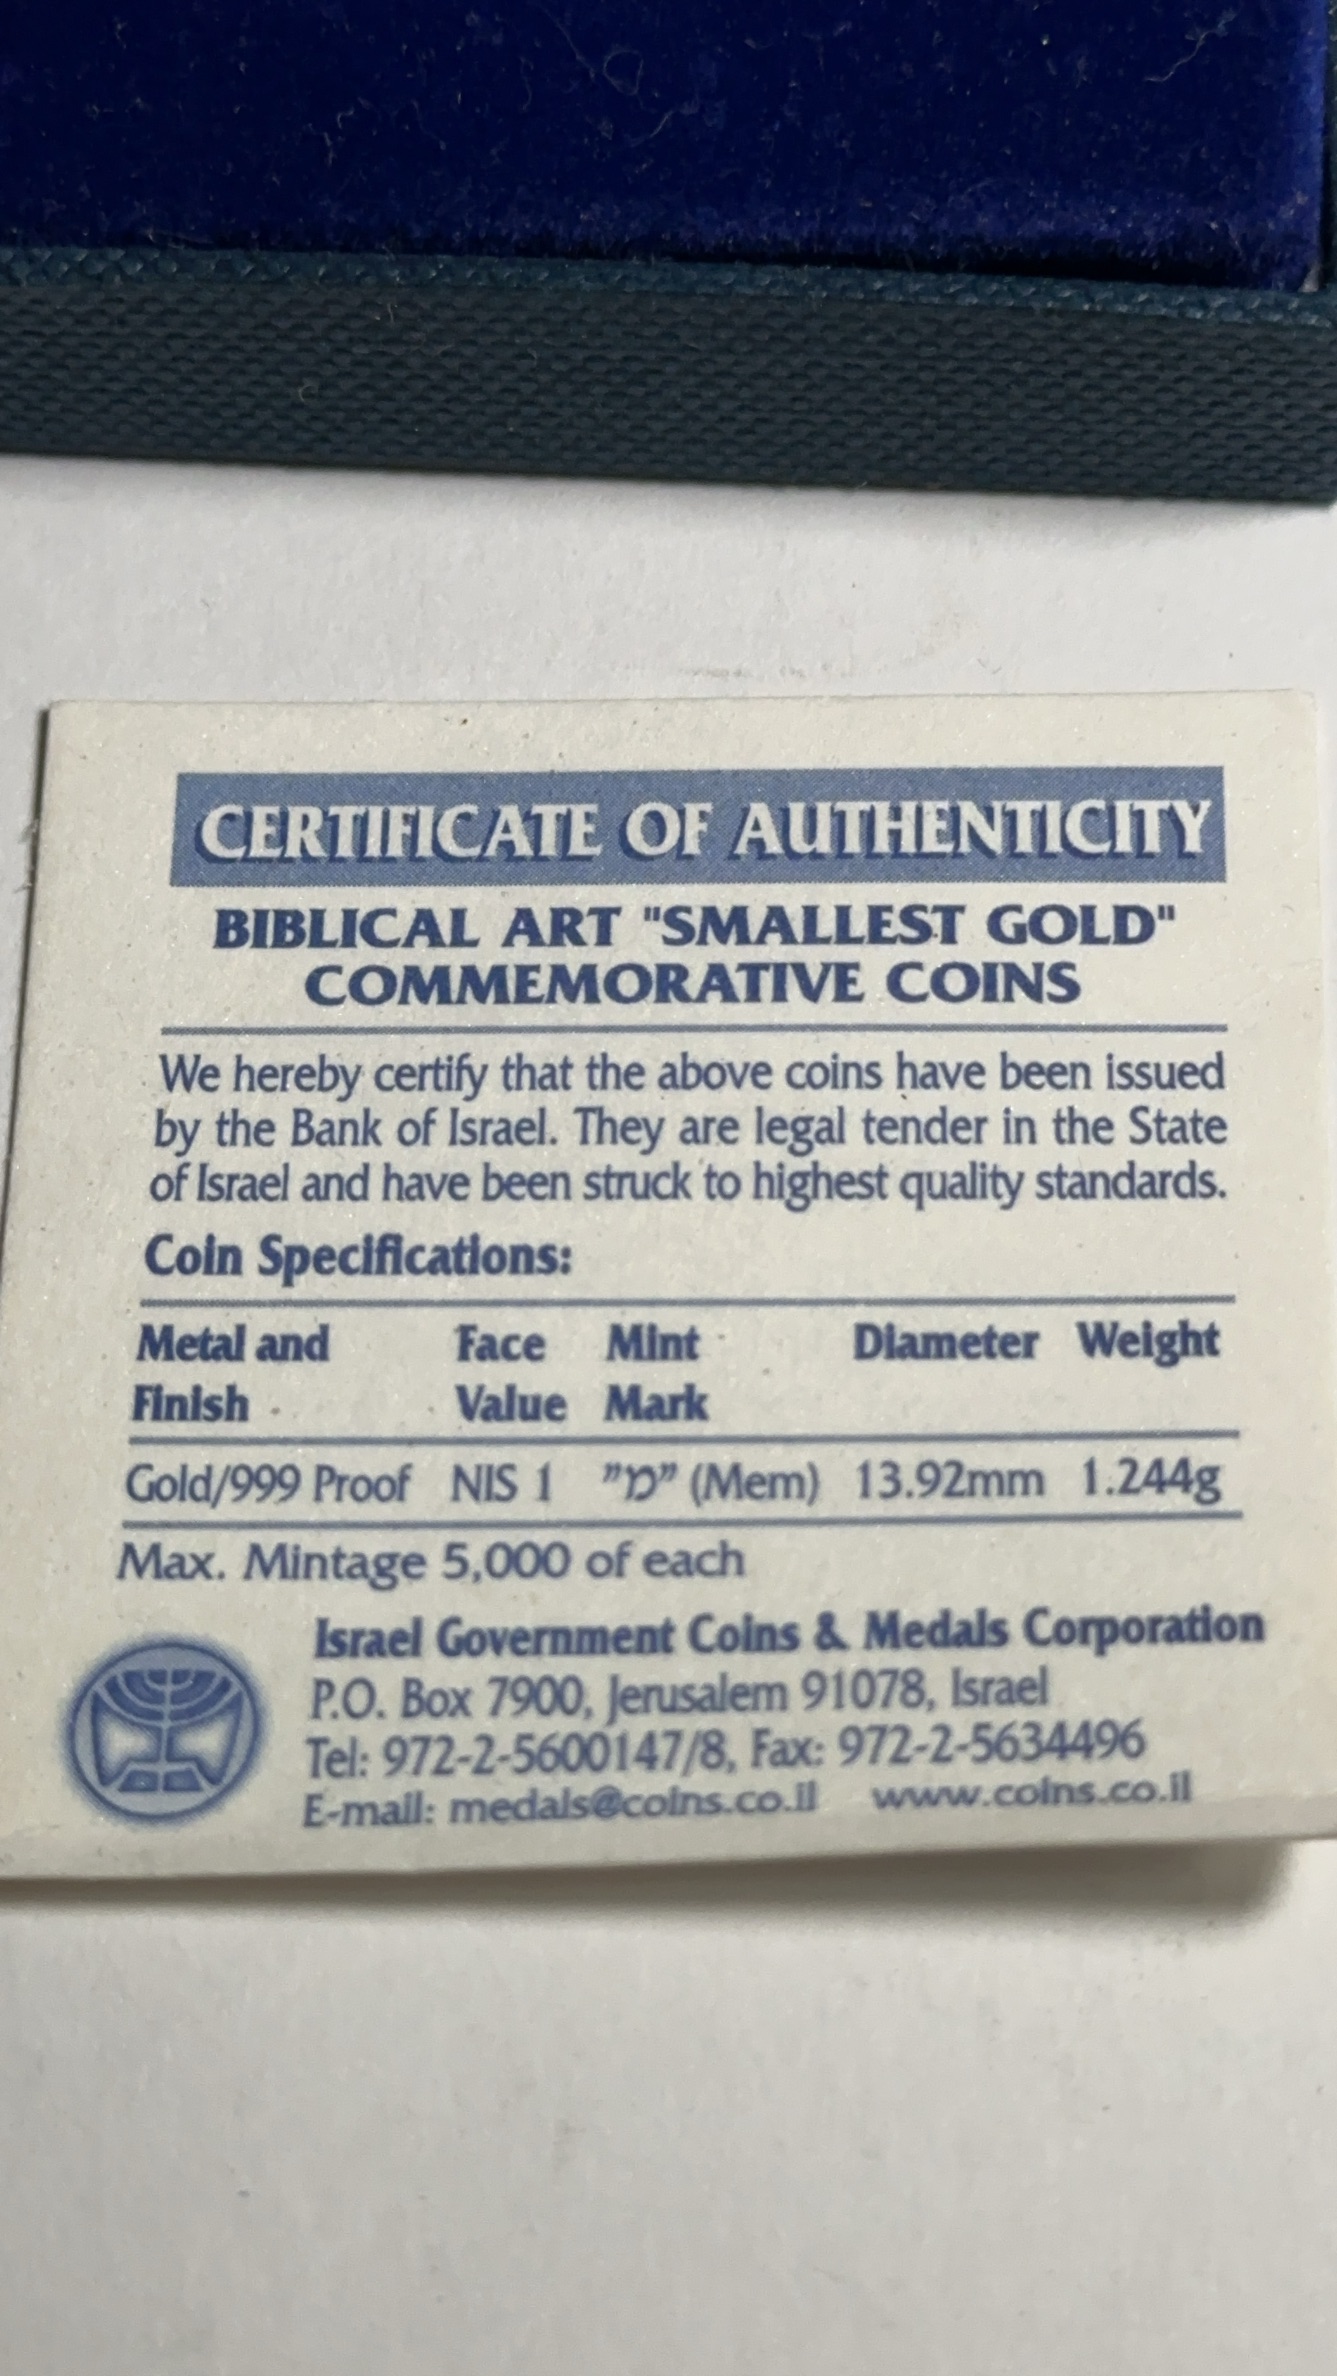 CERTIFICATE OF AUTHENTICITY
BIBLICAL ART "SMALLEST GOLD"
COMMEMORATIVE COINS
We hereby certify that the above coins have been issued
by the Bank of Israel. They are legal tender in the State
of Israel and have been struck to highest quality standards.
Coin Specifications:
Metal and Face Mint Diameter Weight
Finish Value Mark
Gold/999 Proof NIS 1 "מ" (Mem) 13.92mm 1.244g
Max. Mintage 5,000 of each
Israel Government Coins & Medals Corporation
P.O. Box 7900, Jerusalem 91078, Israel
Tel: 972-2-5600147/8, Fax: 972-2-5634496
E-mail: medals@coins.co.il www.coins.co.il